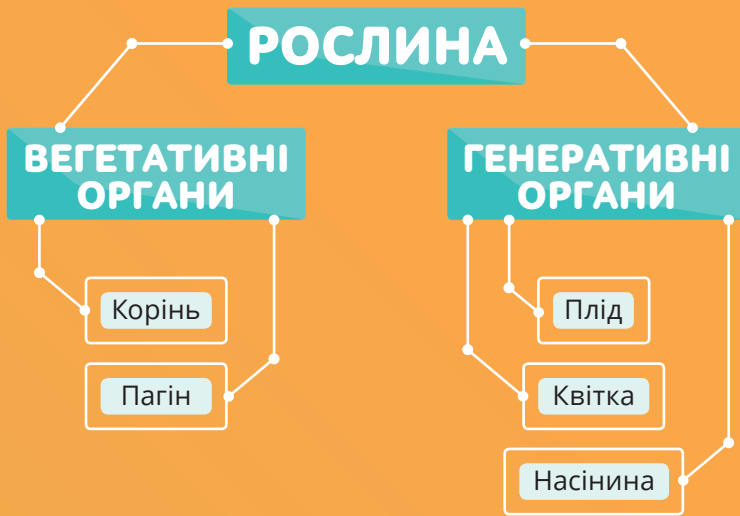 РОСЛИНА
ВЕГЕТАТИВНІ
ОРГАНИ
Корінь
Пагін
ГЕНЕРАТИВНІ
ОРГАНИ
Плід
Квітка
Насінина